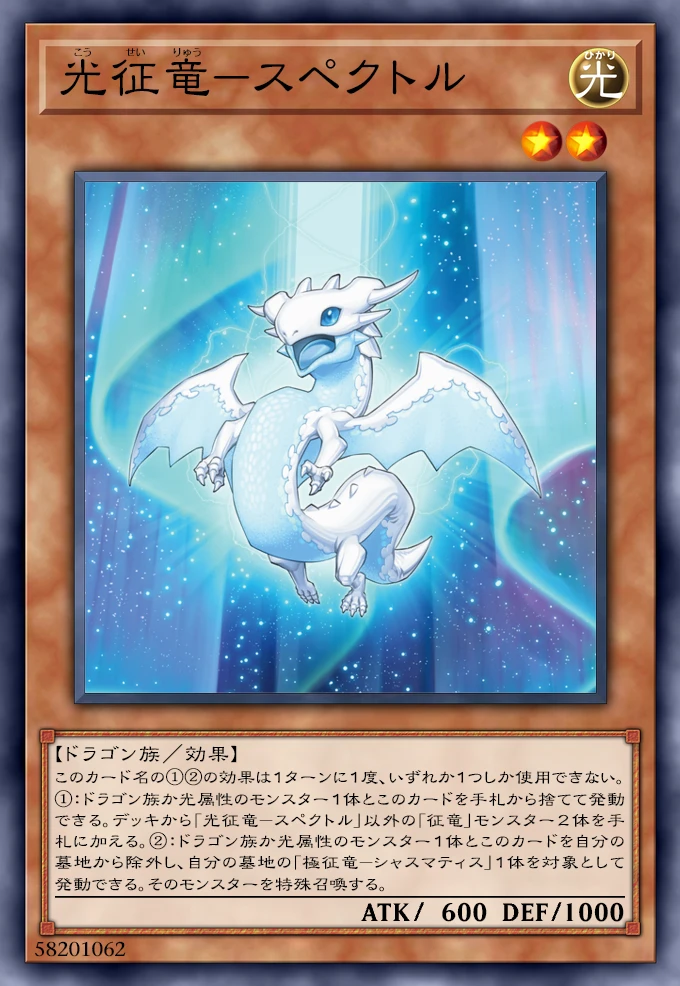 こう せい りゅう
光征竜－スペクトル
ひかり
光
【ドラゴン族／効果】
このカード名の①②の効果は１ターンに１度、いずれか１つしか使用できない。
①：ドラゴン族か光属性のモンスター１体とこのカードを手札から捨てて発動
できる。デッキから「光征竜－スペクトル」以外の「征竜」モンスター２体を手
札に加える。②：ドラゴン族か光属性のモンスター１体とこのカードを自分の
墓地から除外し、自分の墓地の「極征竜－シャスマティス」１体を対象として
発動できる。そのモンスターを特殊召喚する。
ATK/ 600 DEF/1000
58201062